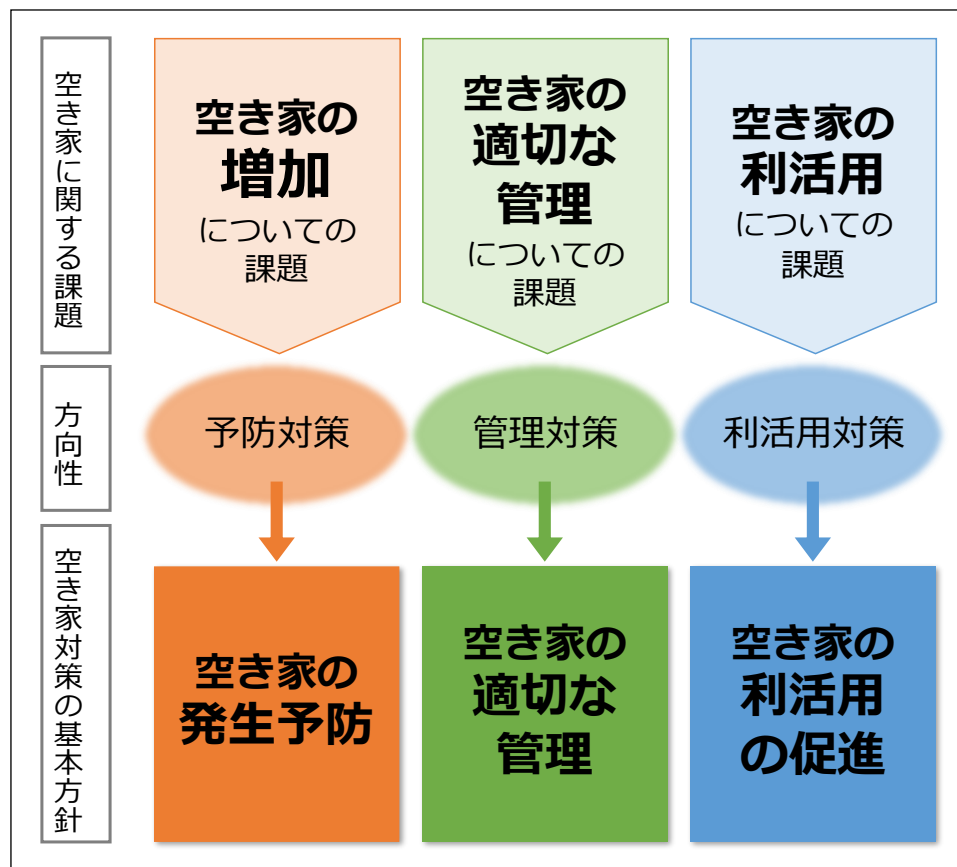 空き家に関する課題
空き家の
増加
についての
課題
空き家の
適切な
管理
についての
課題
空き家の
利活用
についての
課題
方向性
予防対策
管理対策
利活用対策
空き家対策の基本方針
空き家の
発生予防
空き家の
適切な
管理
空き家の
利活用
の促進